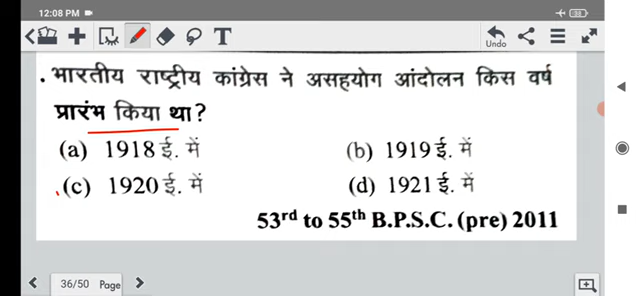 12:08 PM
53
Undo
. भारतीय राष्ट्रीय कांग्रेस ने असहयोग आंदोलन किस वर्ष
प्रारंभ किया था?
(a) 1918 ई. में (b) 1919 ई. में
(c) 1920 ई. में (d) 1921 ई. में
53rd to 55th B.P.S.C. (pre) 2011
36/50 Page